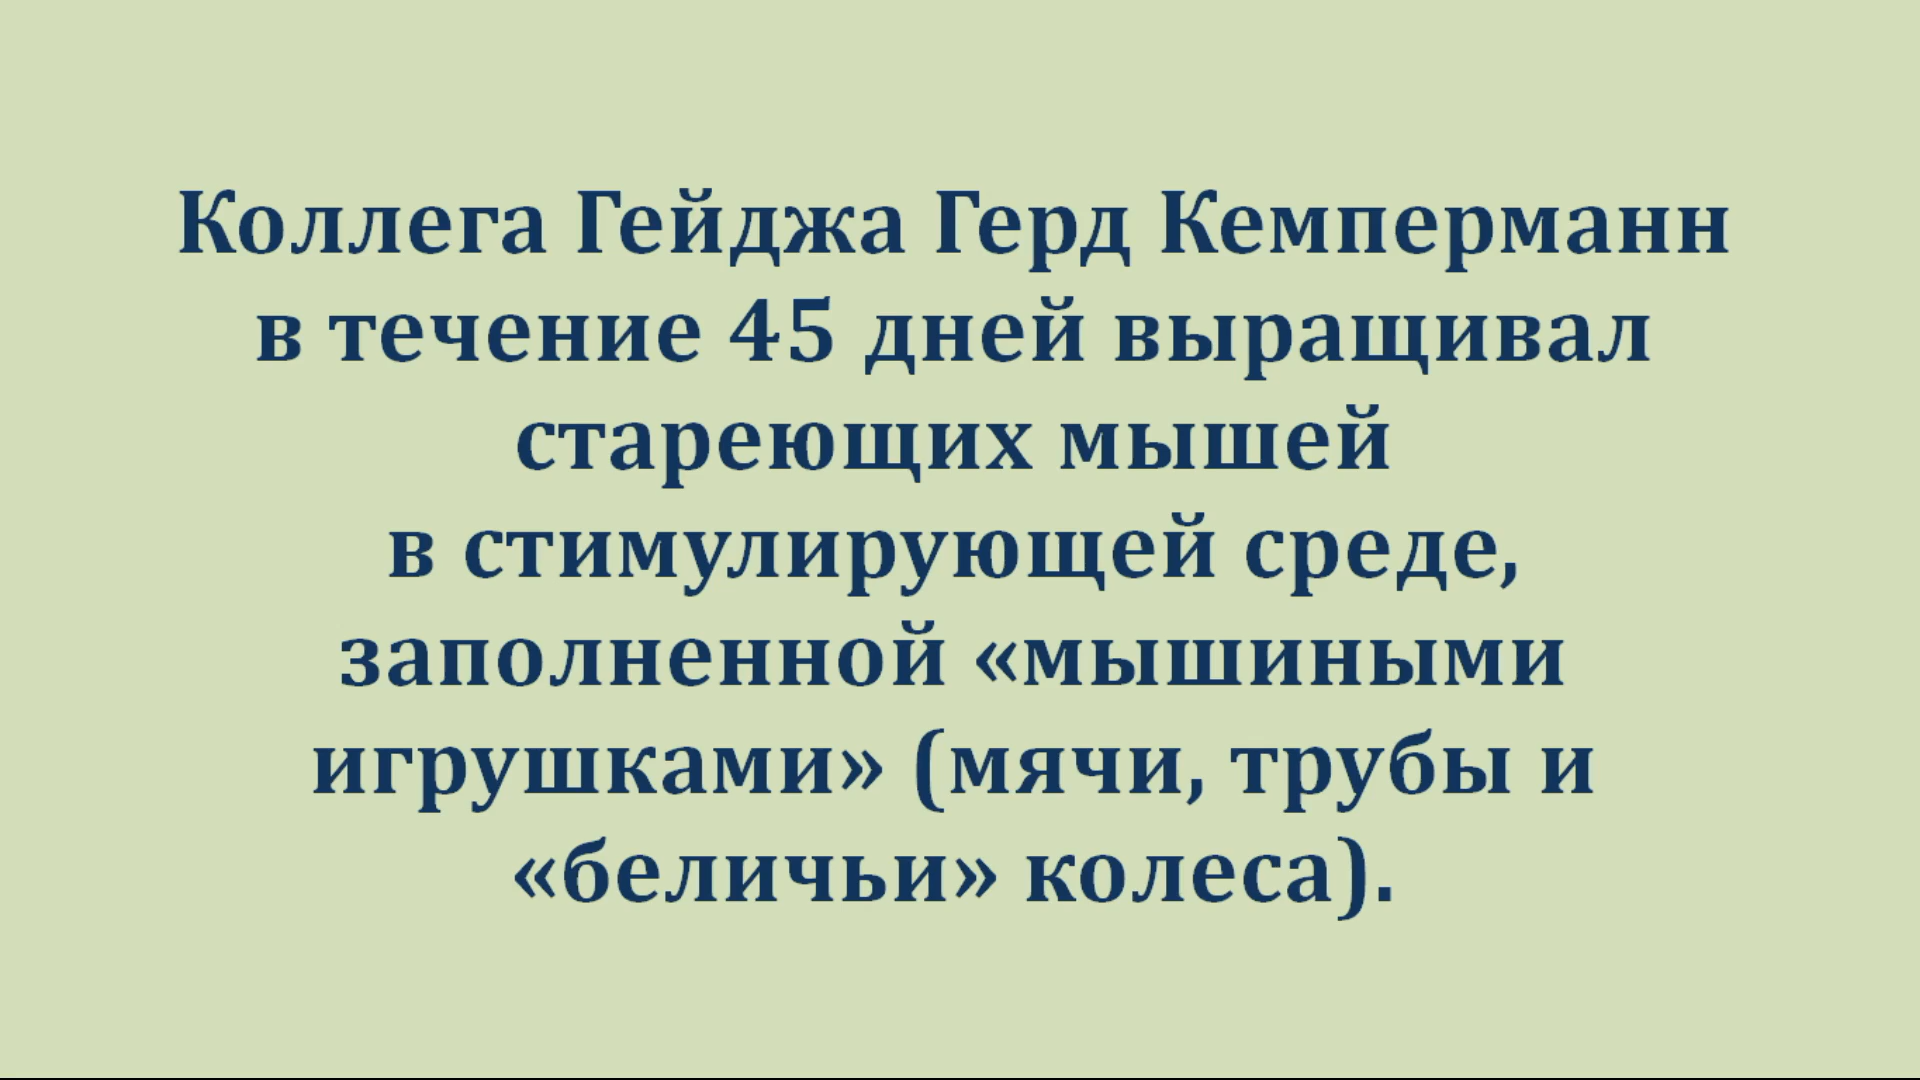 Коллега Гейджа Герд Кемперманн
в течение 45 дней выращивал
стареющих мышей
в стимулирующей среде,
заполненной «мышиными
игрушками» (мячи, трубы и
«беличьи» колеса).